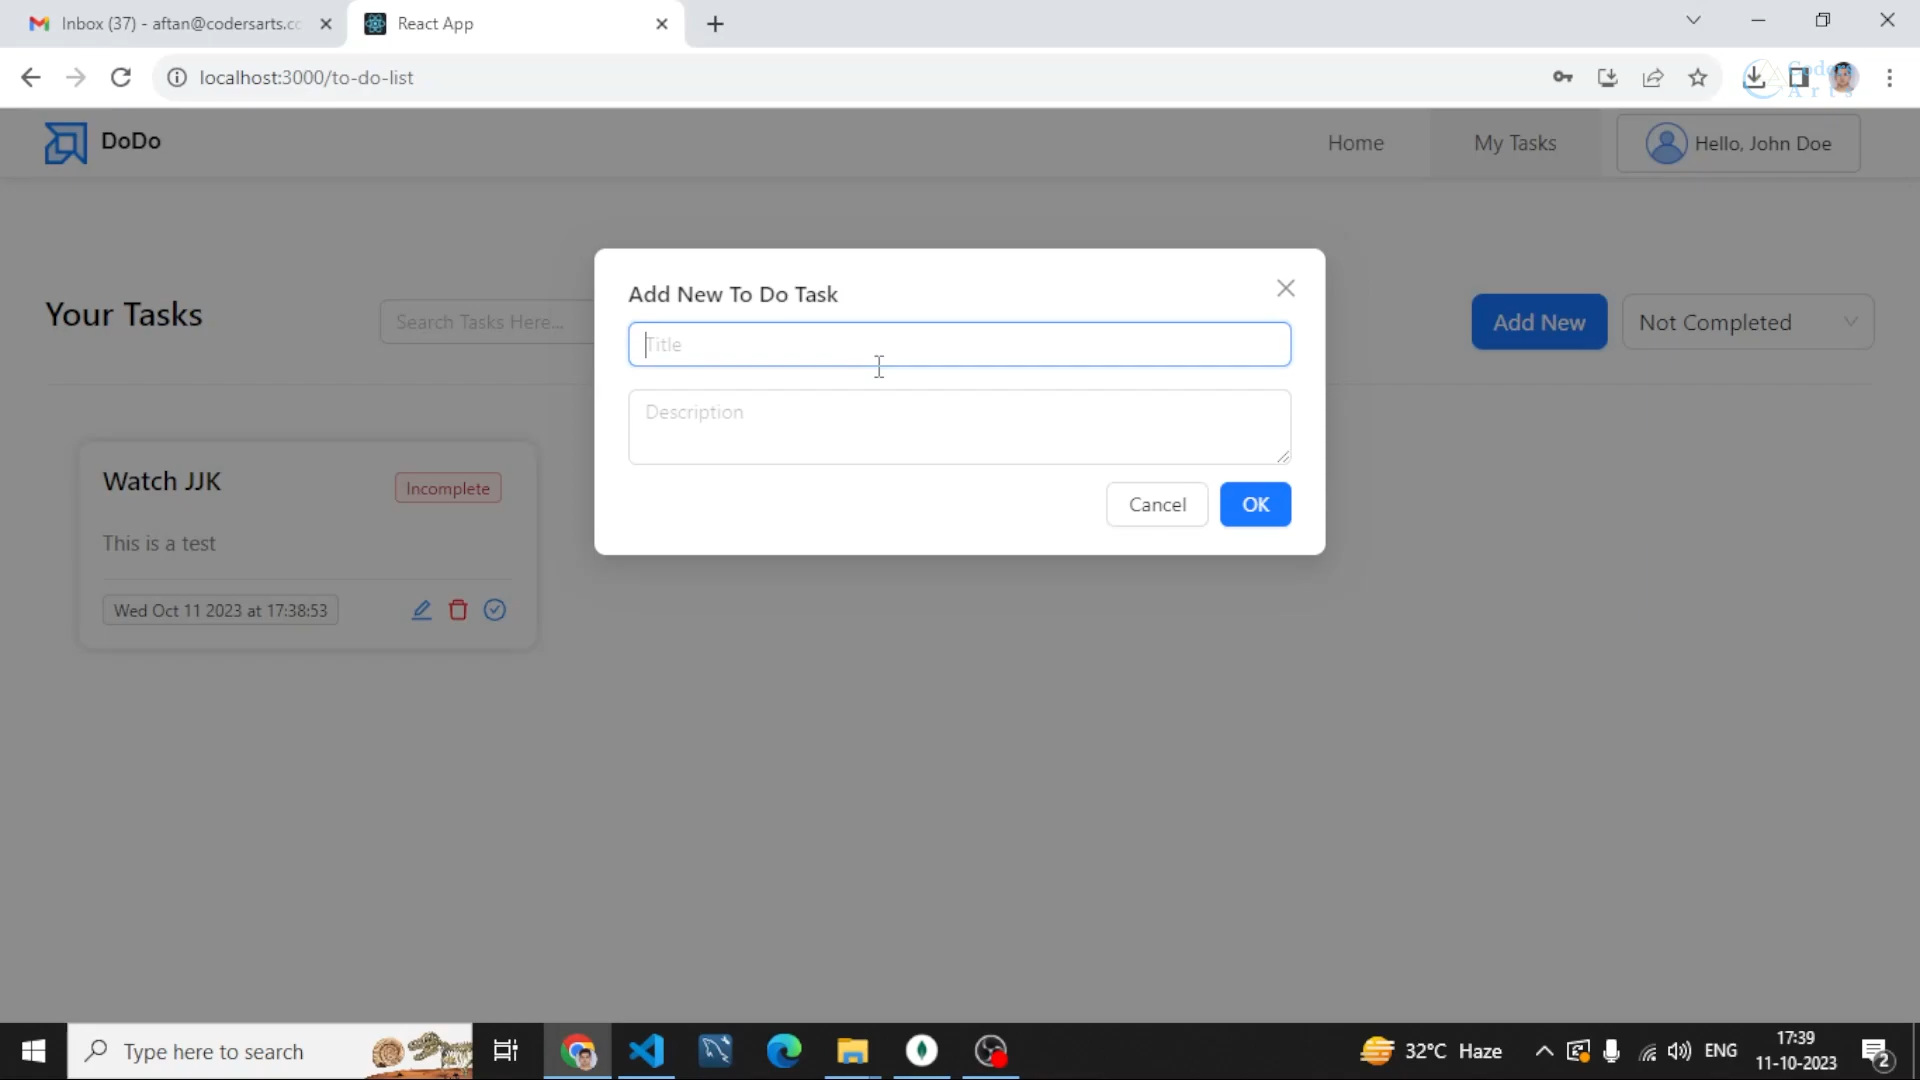 Inbox (37) - aftan@codersarts.cc
React App
localhost:3000/to-do-list
Coders
Arts
DoDo
Home
My Tasks
Hello, John Doe
Add New To Do Task
Your Tasks
Search Tasks Here...
Title
Add New
Not Completed
Description
Watch JJK
Incomplete
Cancel
OK
This is a test
Wed Oct 11 2023 at 17:38:53
Type here to search
32°C Haze
ENG
17:39
11-10-2023
2